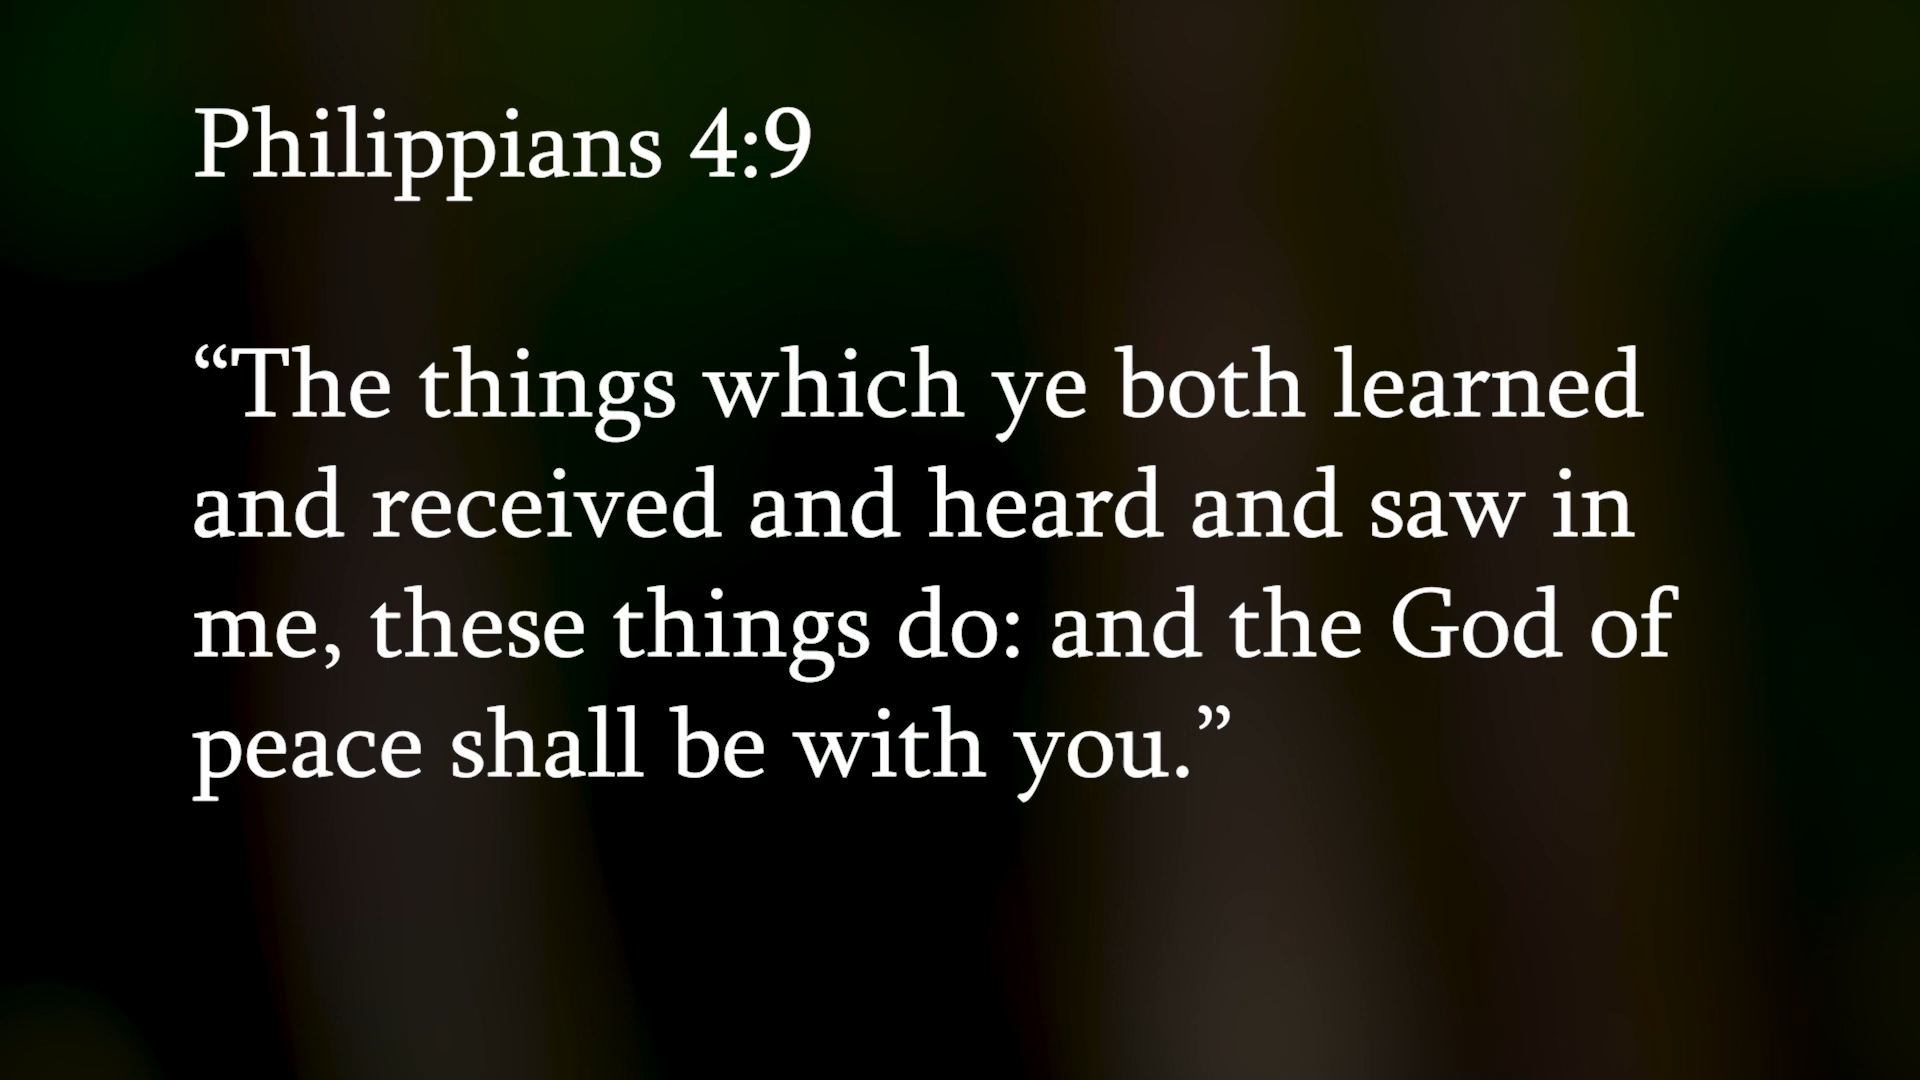 Philippians 4:9
“The things which ye both learned
and received and heard and saw in
me, these things do: and the God of
peace shall be with you.”